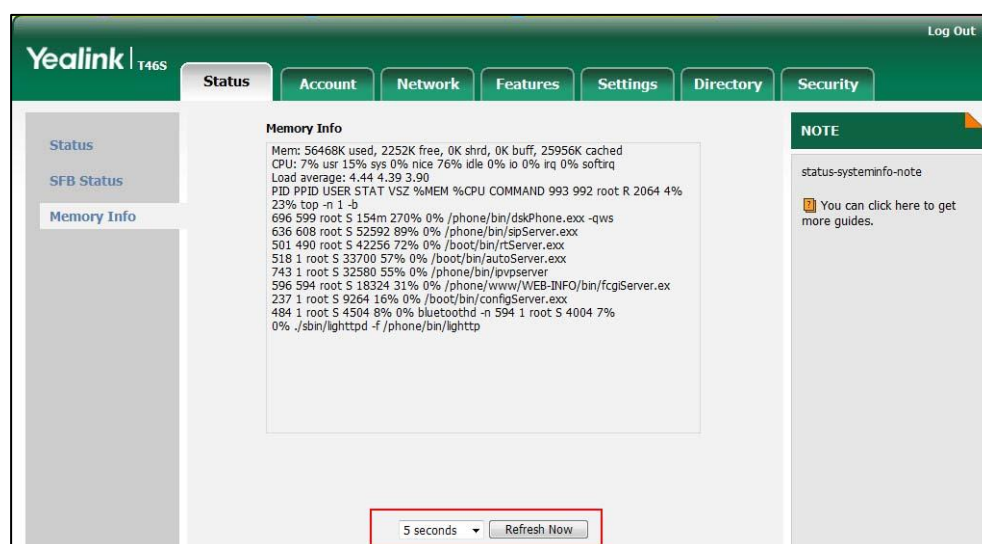 Log Out
Yealink T46S
Status Account Network Features Settings Directory Security
Status
SFB Status
Memory Info
Memory Info
Mem: 56468K used, 2252K free, 0K shrd, 0K buff, 25956K cached
CPU: 7% usr 15% sys 0% nice 76% idle 0% io 0% irq 0% softirq
Load average: 4.44 4.39 3.90
PID PPID USER STAT VSZ %MEM %CPU COMMAND 993 992 root R 2064 4%
23% top -n 1 -b
696 599 root S 154m 270% 0% /phone/bin/dskPhone.exx -qws
636 608 root S 52592 89% 0% /phone/bin/sipServer.exx
501 490 root S 42256 72% 0% /boot/bin/rtServer.exx
518 1 root S 33700 57% 0% /boot/bin/autoServer.exx
743 1 root S 32580 55% 0% /phone/bin/ipvpserver
596 594 root S 18324 31% 0% /phone/www/WEB-INFO/bin/fcgiServer.ex
237 1 root S 9264 16% 0% /boot/bin/configServer.exx
484 1 root S 4504 8% 0% bluetoothd -n 594 1 root S 4004 7%
0% ./sbin/lighttpd -f /phone/bin/lighttp
5 seconds Refresh Now
NOTE
status-systeminfo-note
You can click here to get
more guides.